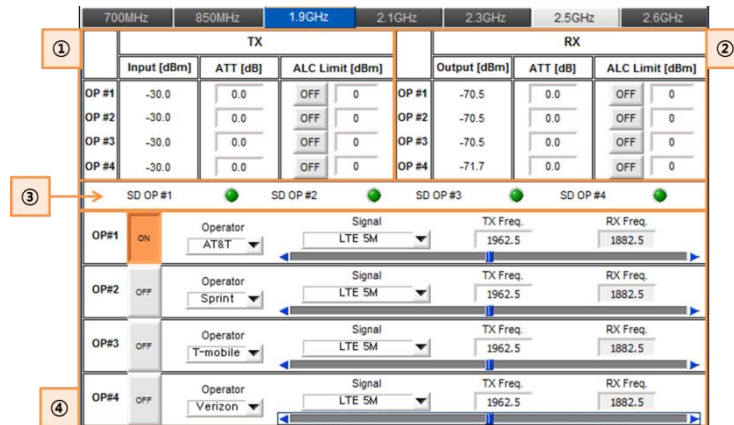 700MHz 850MHz 1.9GHz 2.1GHz 2.3GHz 2.5GHz 2.6GHz
① TX RX ②
Input [dBm] ATT [dB] ALC Limit [dBm] Output [dBm] ATT [dB] ALC Limit [dBm]
OP #1 -30.0 0.0 OFF 0 OP #1 -70.5 0.0 OFF 0
OP #2 -30.0 0.0 OFF 0 OP #2 -70.5 0.0 OFF 0
OP #3 -30.0 0.0 OFF 0 OP #3 -70.5 0.0 OFF 0
OP #4 -30.0 0.0 OFF 0 OP #4 -71.7 0.0 OFF 0
③ SD OP #1 SD OP #2 SD OP #3 SD OP #4
Operator Signal TX Freq. RX Freq.
OP#1 ON AT&T LTE 5M 1962.5 1882.5
Operator Signal TX Freq. RX Freq.
OP#2 OFF Sprint LTE 5M 1962.5 1882.5
Operator Signal TX Freq. RX Freq.
OP#3 OFF T-mobile LTE 5M 1962.5 1882.5
Operator Signal TX Freq. RX Freq.
④ OP#4 OFF Verizon LTE 5M 1962.5 1882.5